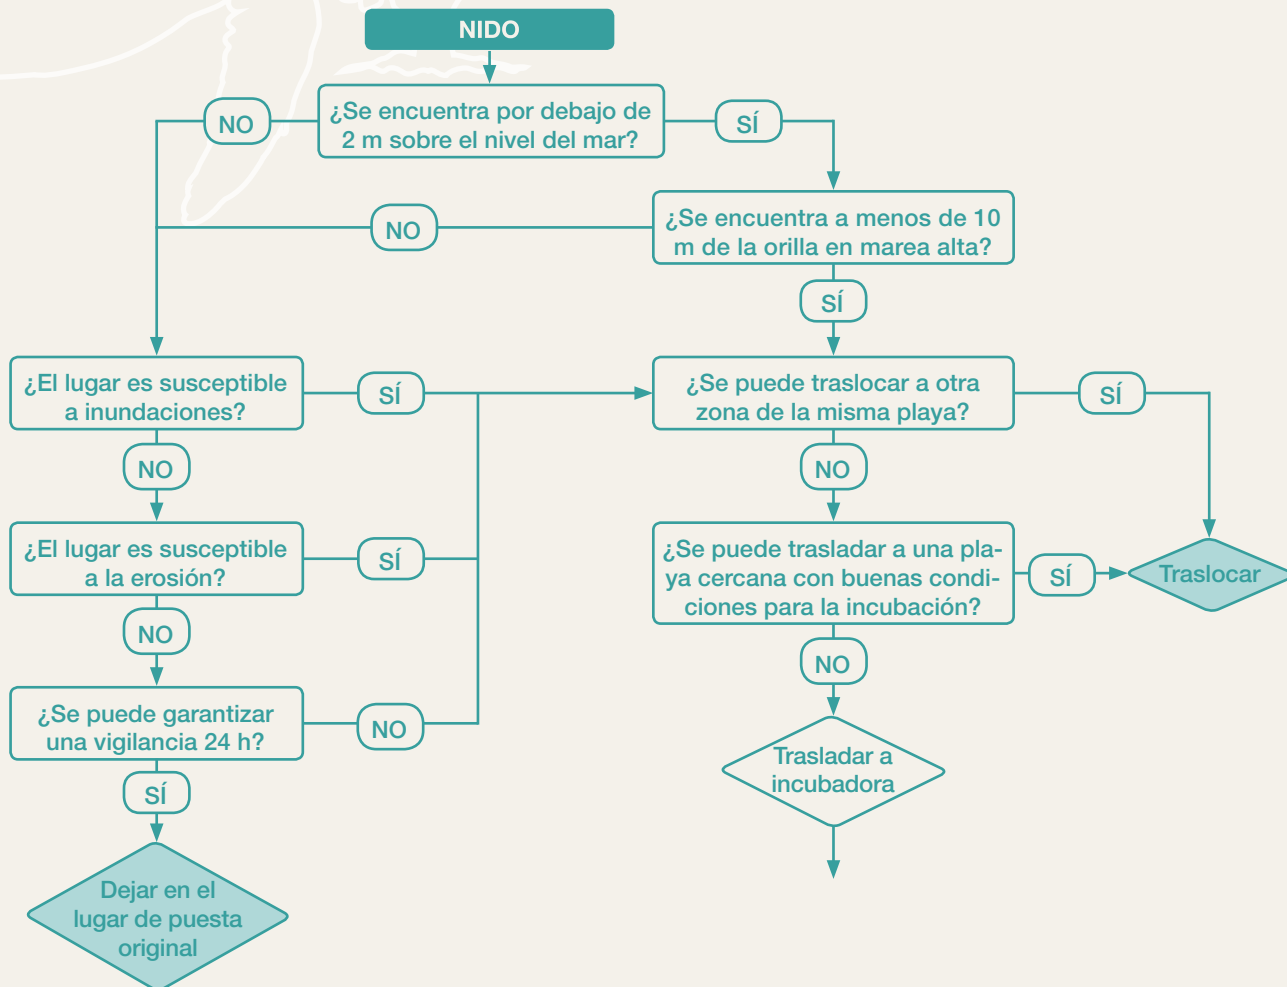 NIDO
¿Se encuentra por debajo de
2 m sobre el nivel del mar?
NO
SÍ
¿Se encuentra a menos de 10
m de la orilla en marea alta?
NO
SÍ
¿El lugar es susceptible
a inundaciones?
SÍ
¿Se puede traslocar a otra
zona de la misma playa?
SÍ
NO
NO
¿El lugar es susceptible
a la erosión?
SÍ
¿Se puede trasladar a una pla-
ya cercana con buenas condi-
ciones para la incubación?
SÍ
Traslocar
NO
NO
¿Se puede garantizar
una vigilancia 24 h?
NO
Trasladar a
incubadora
SÍ
Dejar en el
lugar de puesta
original